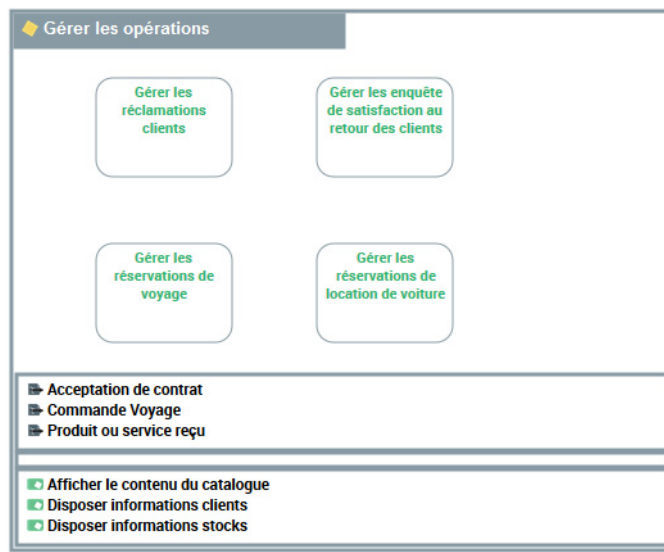 Gérer les opérations
Gérer les
réclamations
clients
Gérer les enquête
de satisfaction au
retour des clients
Gérer les
réservations de
voyage
Gérer les
réservations de
location de voiture
Acceptation de contrat
Commande Voyage
Produit ou service reçu
Afficher le contenu du catalogue
Disposer informations clients
Disposer informations stocks